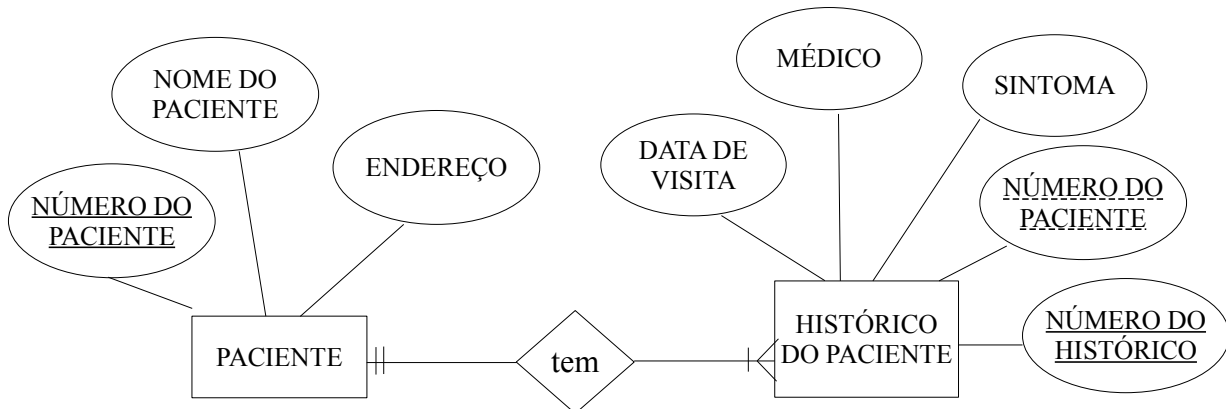 NOME DO
PACIENTE
ENDEREÇO
NÚMERO DO
PACIENTE
PACIENTE
tem
MÉDICO
SINTOMA
DATA DE
VISITA
NÚMERO DO
PACIENTE
HISTÓRICO
DO PACIENTE
NÚMERO DO
HISTÓRICO